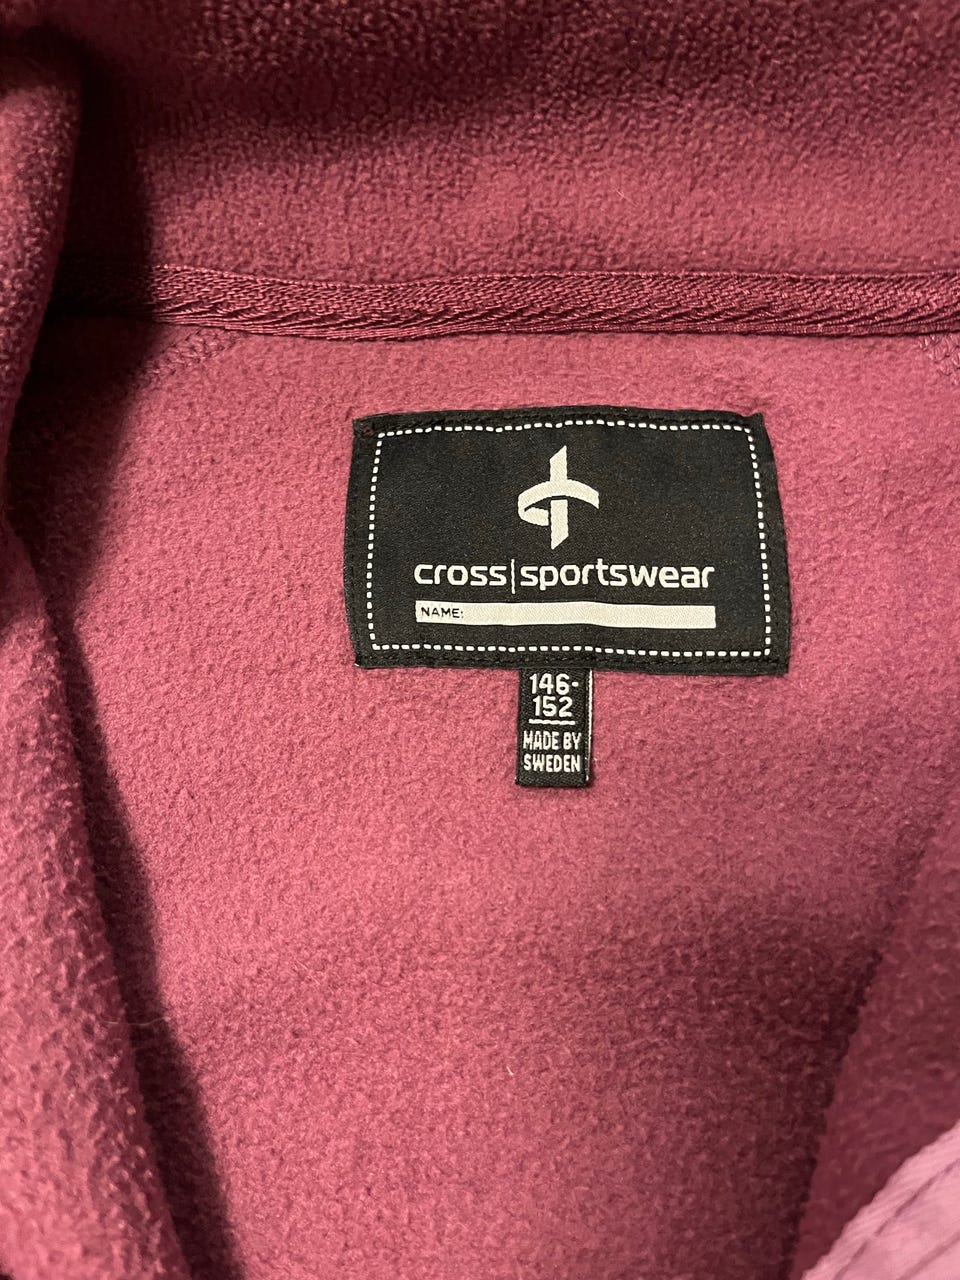 cross|sportswear
NAME:
146-
152
MADE BY
SWEDEN